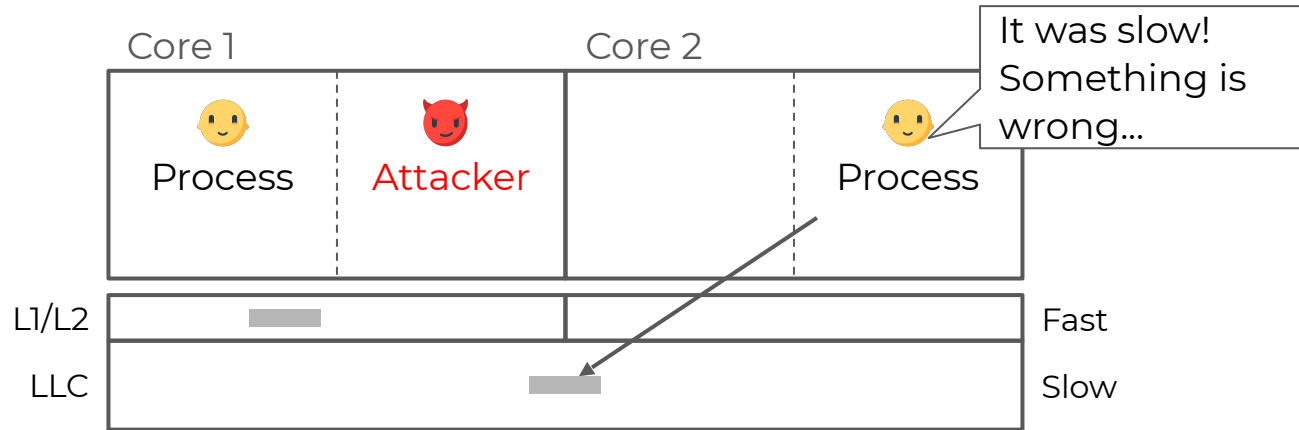 Core 1
Core 2
It was slow!
Something is
wrong...
Process
Attacker
Process
L1/L2
Fast
LLC
Slow